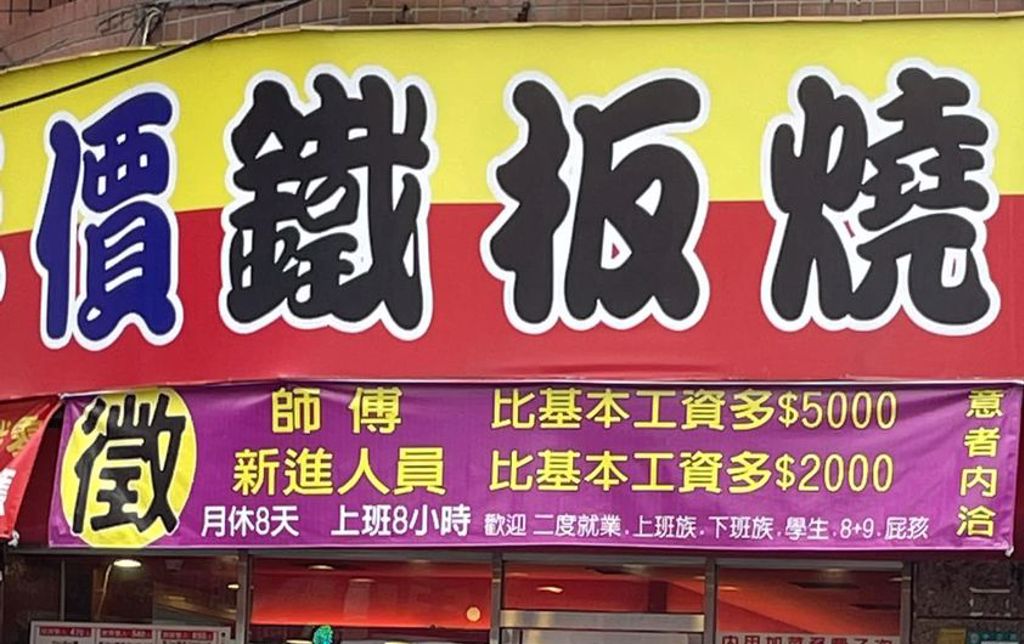 價鐵板燒
徵
師傅 比基本工資多$5000
新進人員 比基本工資多$2000
月休8天 上班8小時 歡迎 二度就業.上班族.下班族.學生.8+9.屁孩
意者內洽